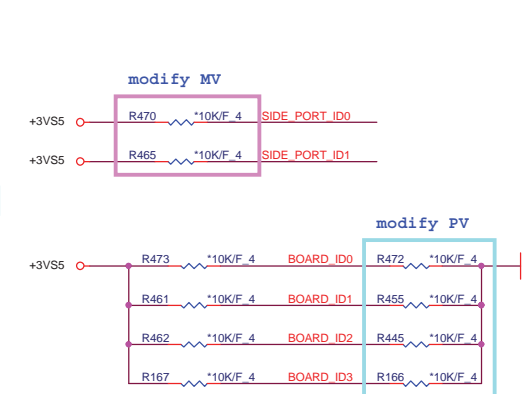 modify MV
+3VS5 R470 *10K/F_4 SIDE_PORT_ID0
+3VS5 R465 *10K/F_4 SIDE_PORT_ID1
modify PV
+3VS5 R473 *10K/F_4 BOARD_ID0 R472 *10K/F_4
R461 *10K/F_4 BOARD_ID1 R455 *10K/F_4
R462 *10K/F_4 BOARD_ID2 R445 *10K/F_4
R167 *10K/F_4 BOARD_ID3 R166 *10K/F_4